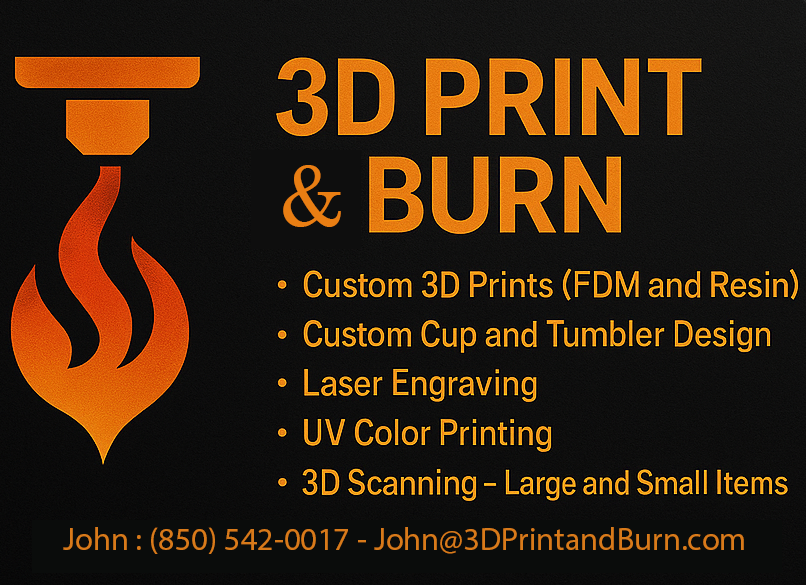 3D PRINT
& BURN
• Custom 3D Prints (FDM and Resin)
• Custom Cup and Tumbler Design
• Laser Engraving
• UV Color Printing
• 3D Scanning – Large and Small Items
John : (850) 542-0017 - John@3DPrintandBurn.com